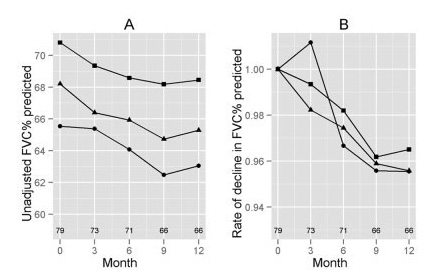 A
Unadjusted FVC% predicted
70
68
66
64
62
60
79 73 71 66 66
0 3 6 9 12
Month
B
Rate of decline in FVC% predicted
1.00
0.98
0.96
0.94
79 73 71 66 66
0 3 6 9 12
Month